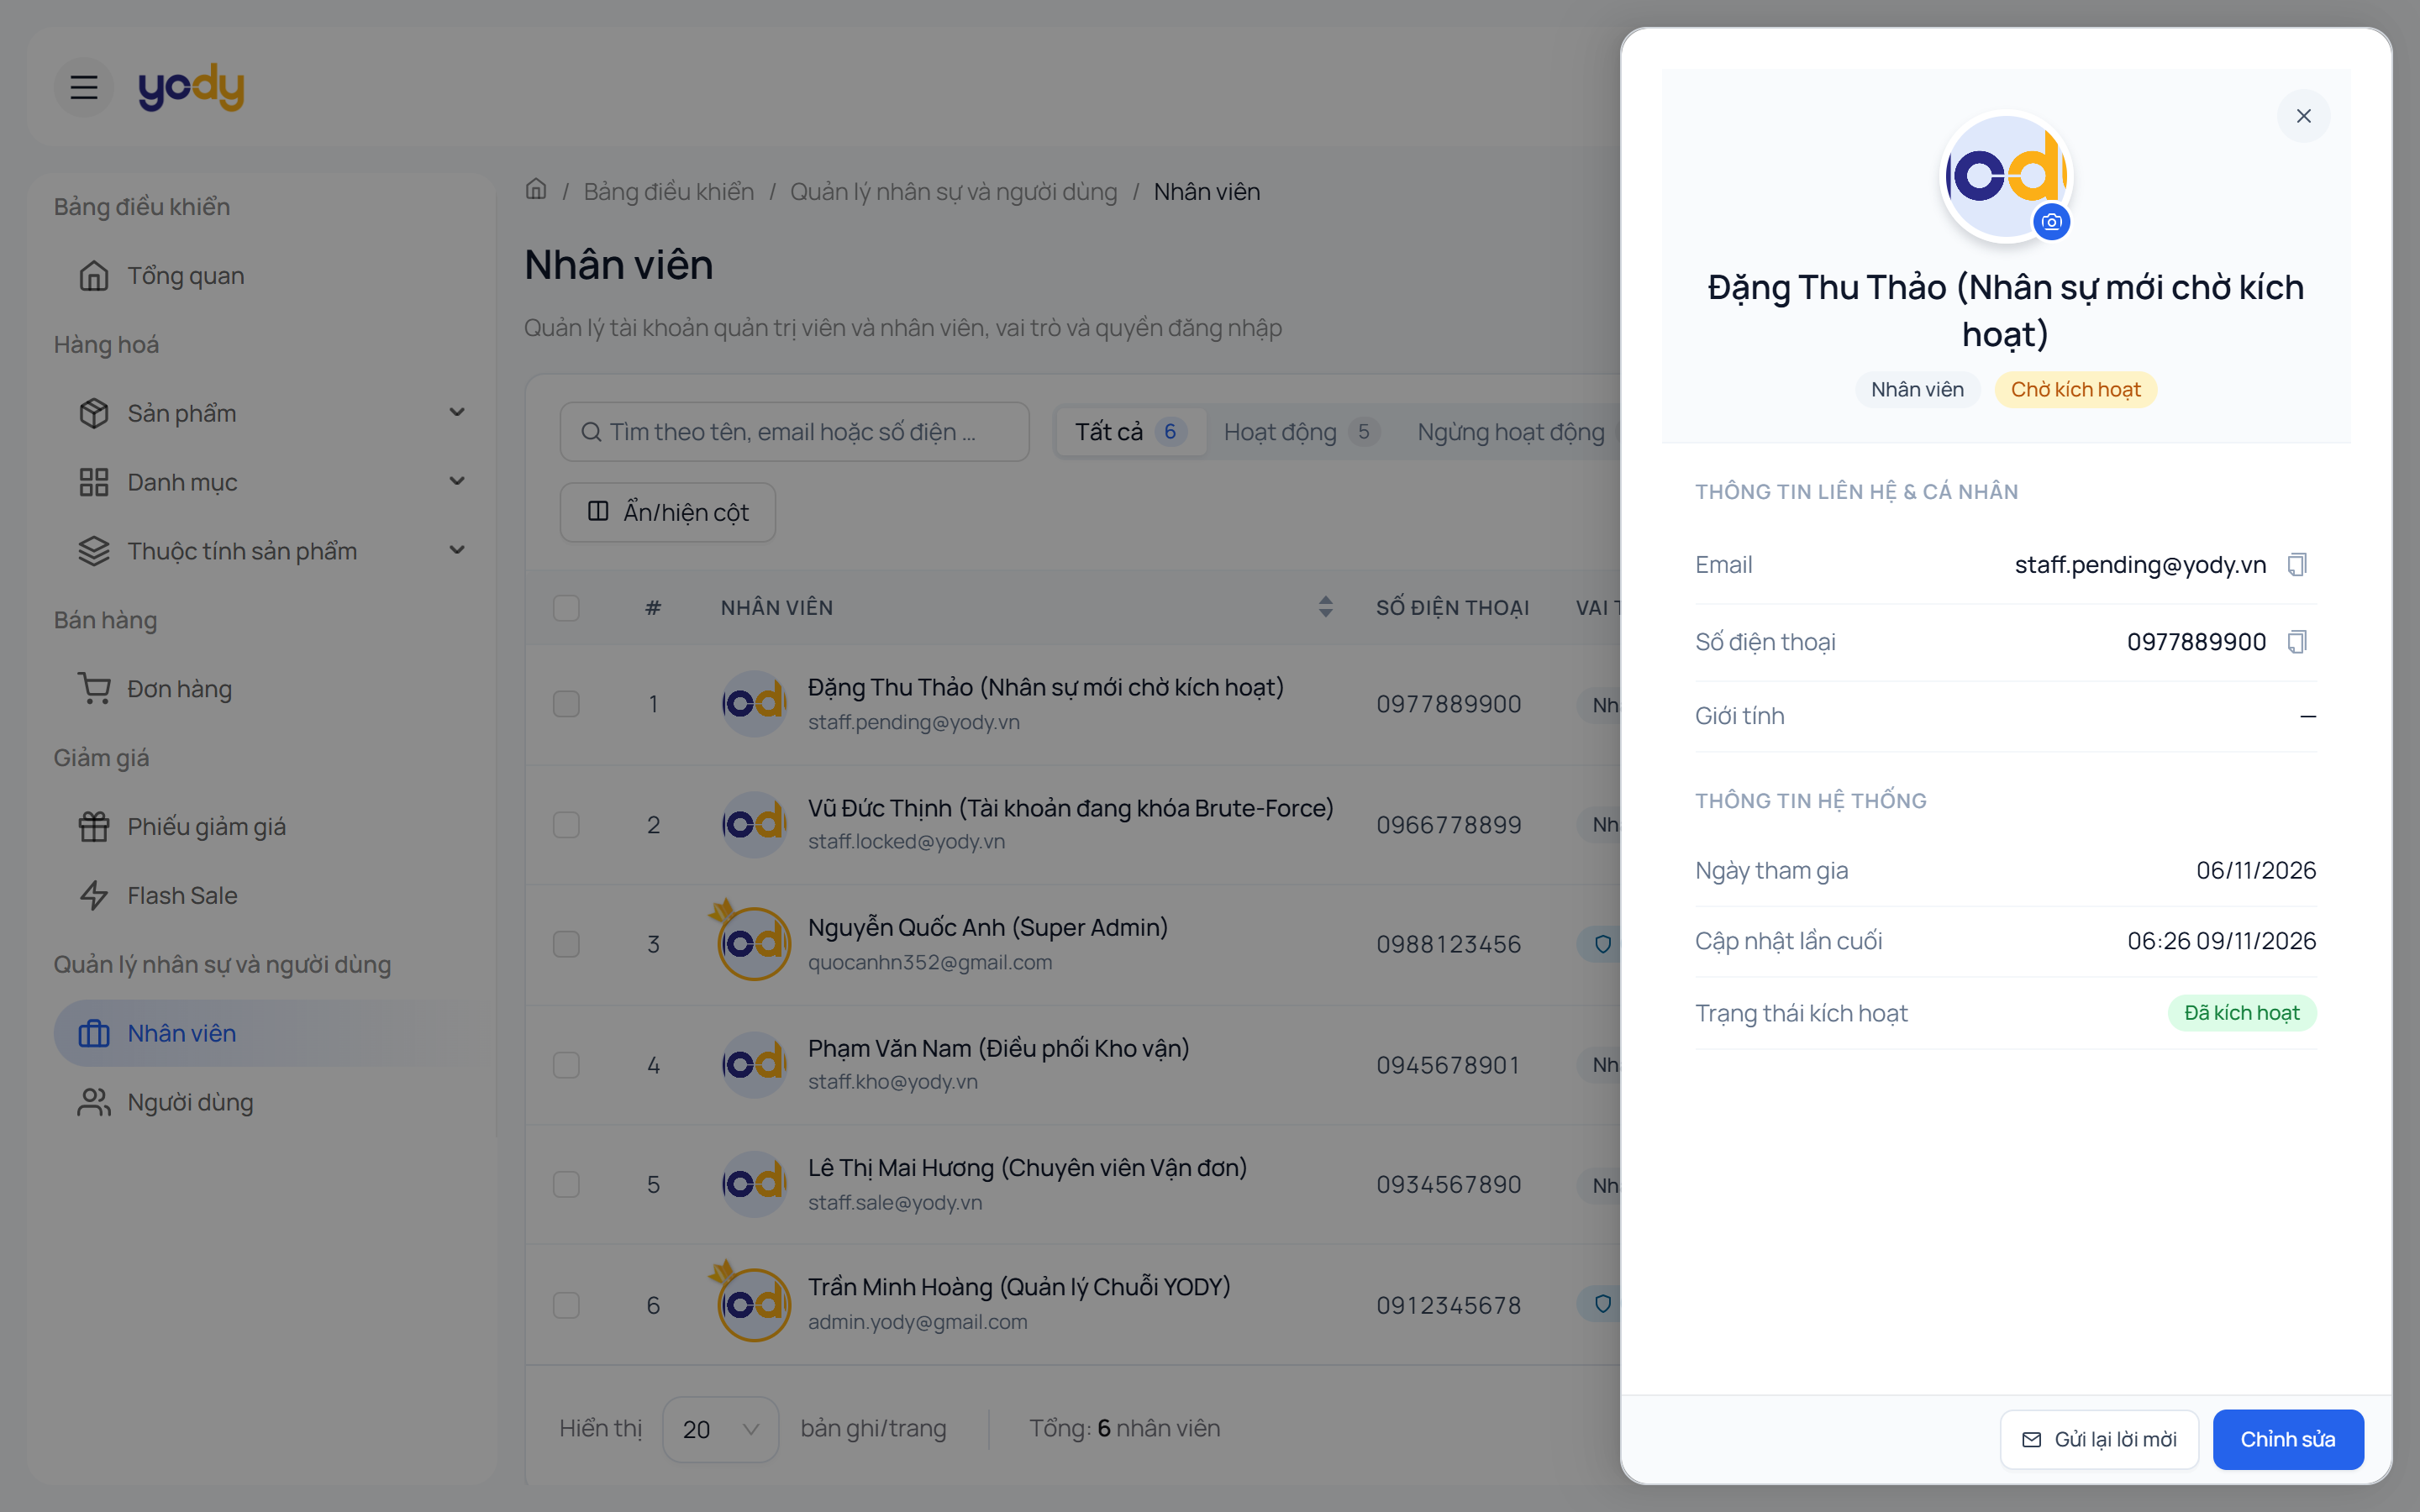 yody
Bảng điều khiển
Tổng quan
Hàng hoá
Sản phẩm
Danh mục
Thuộc tính sản phẩm
Bán hàng
Đơn hàng
Giảm giá
Phiếu giảm giá
Flash Sale
Quản lý nhân sự và người dùng
Nhân viên
Người dùng
/ Bảng điều khiển / Quản lý nhân sự và người dùng / Nhân viên
Nhân viên
Quản lý tài khoản quản trị viên và nhân viên, vai trò và quyền đăng nhập
Tìm theo tên, email hoặc số điện ...
Tất cả 6 Hoạt động 5 Ngừng hoạt động
Ẩn/hiện cột
# NHÂN VIÊN SỐ ĐIỆN THOẠI VAI
1 Đặng Thu Thảo (Nhân sự mới chờ kích hoạt) 0977889900
staff.pending@yody.vn
2 Vũ Đức Thịnh (Tài khoản đang khóa Brute-Force) 0966778899
staff.locked@yody.vn
3 Nguyễn Quốc Anh (Super Admin) 0988123456
quocanhn352@gmail.com
4 Phạm Văn Nam (Điều phối Kho vận) 0945678901
staff.kho@yody.vn
5 Lê Thị Mai Hương (Chuyên viên Vận đơn) 0934567890
staff.sale@yody.vn
6 Trần Minh Hoàng (Quản lý Chuỗi YODY) 0912345678
admin.yody@gmail.com
Hiển thị 20 bản ghi/trang Tổng: 6 nhân viên
Đặng Thu Thảo (Nhân sự mới chờ kích
hoạt)
Nhân viên Chờ kích hoạt
THÔNG TIN LIÊN HỆ & CÁ NHÂN
Email staff.pending@yody.vn
Số điện thoại 0977889900
Giới tính —
THÔNG TIN HỆ THỐNG
Ngày tham gia 06/11/2026
Cập nhật lần cuối 06:26 09/11/2026
Trạng thái kích hoạt Đã kích hoạt
Gửi lại lời mời Chỉnh sửa